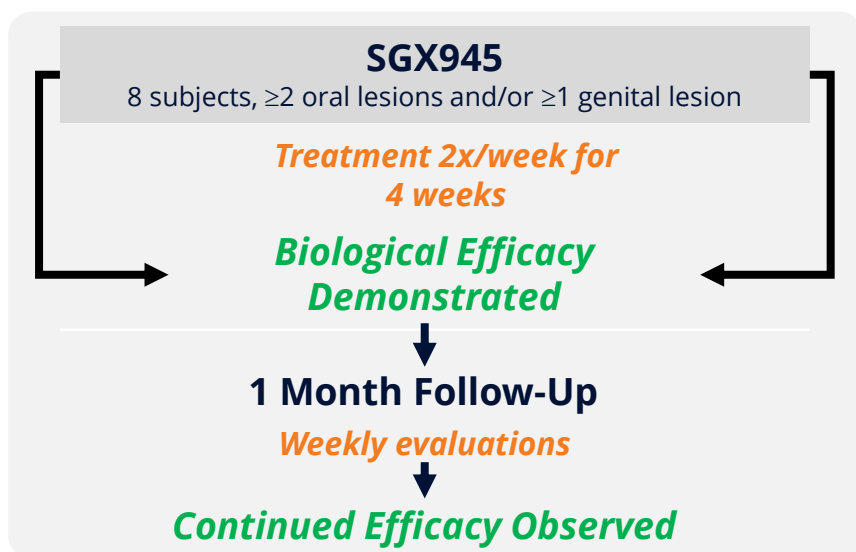 SGX945
8 subjects, ≥2 oral lesions and/or ≥1 genital lesion
Treatment 2x/week for
4 weeks
Biological Efficacy
Demonstrated
1 Month Follow-Up
Weekly evaluations
Continued Efficacy Observed